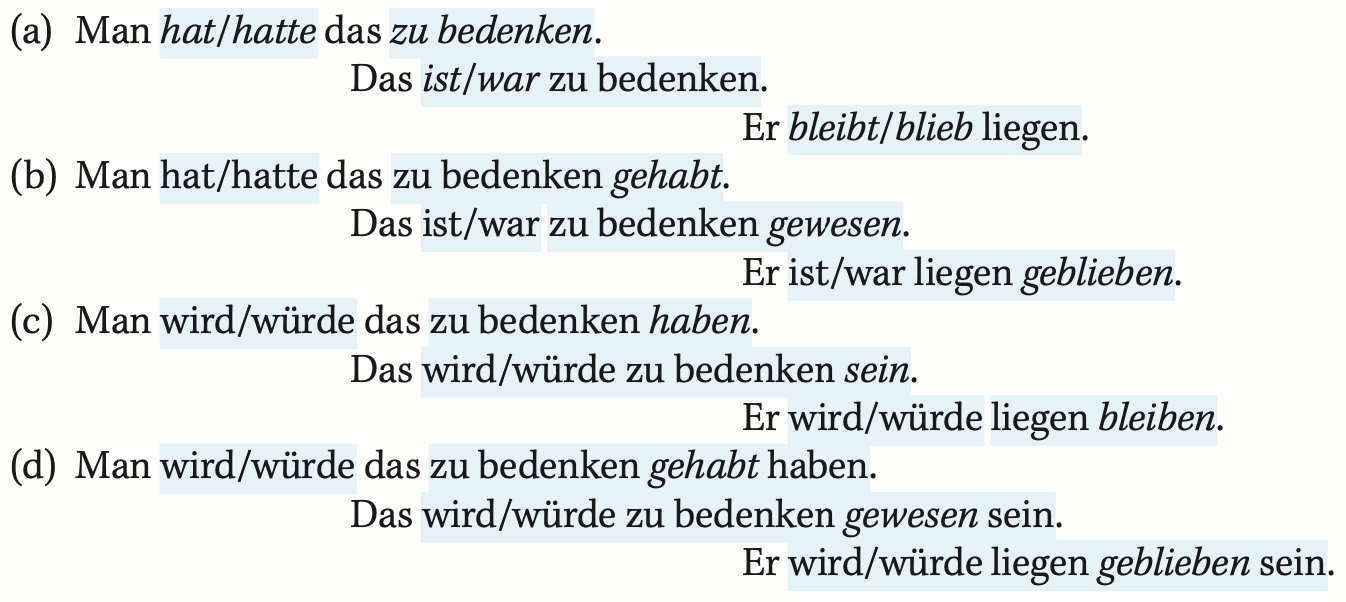 (a) Man hat/hatte das zu bedenken.
Das ist/war zu bedenken.
Er bleibt/blieb liegen.
(b) Man hat/hatte das zu bedenken gehabt.
Das ist/war zu bedenken gewesen.
Er ist/war liegen geblieben.
(c) Man wird/würde das zu bedenken haben.
Das wird/würde zu bedenken sein.
Er wird/würde liegen bleiben.
(d) Man wird/würde das zu bedenken gehabt haben.
Das wird/würde zu bedenken gewesen sein.
Er wird/würde liegen geblieben sein.